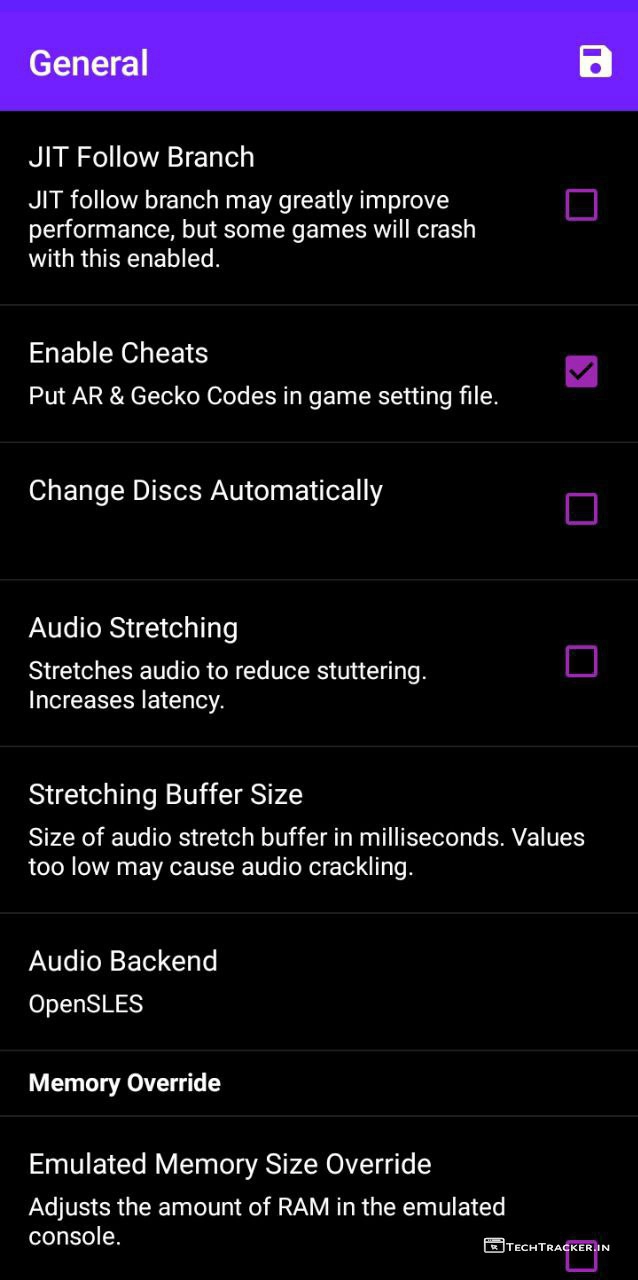 General
JIT Follow Branch
JIT follow branch may greatly improve
performance, but some games will crash
with this enabled.
Enable Cheats
Put AR & Gecko Codes in game setting file.
Change Discs Automatically
Audio Stretching
Stretches audio to reduce stuttering.
Increases latency.
Stretching Buffer Size
Size of audio stretch buffer in milliseconds. Values
too low may cause audio crackling.
Audio Backend
OpenSLES
Memory Override
Emulated Memory Size Override
Adjusts the amount of RAM in the emulated
console.
TechTracker.in